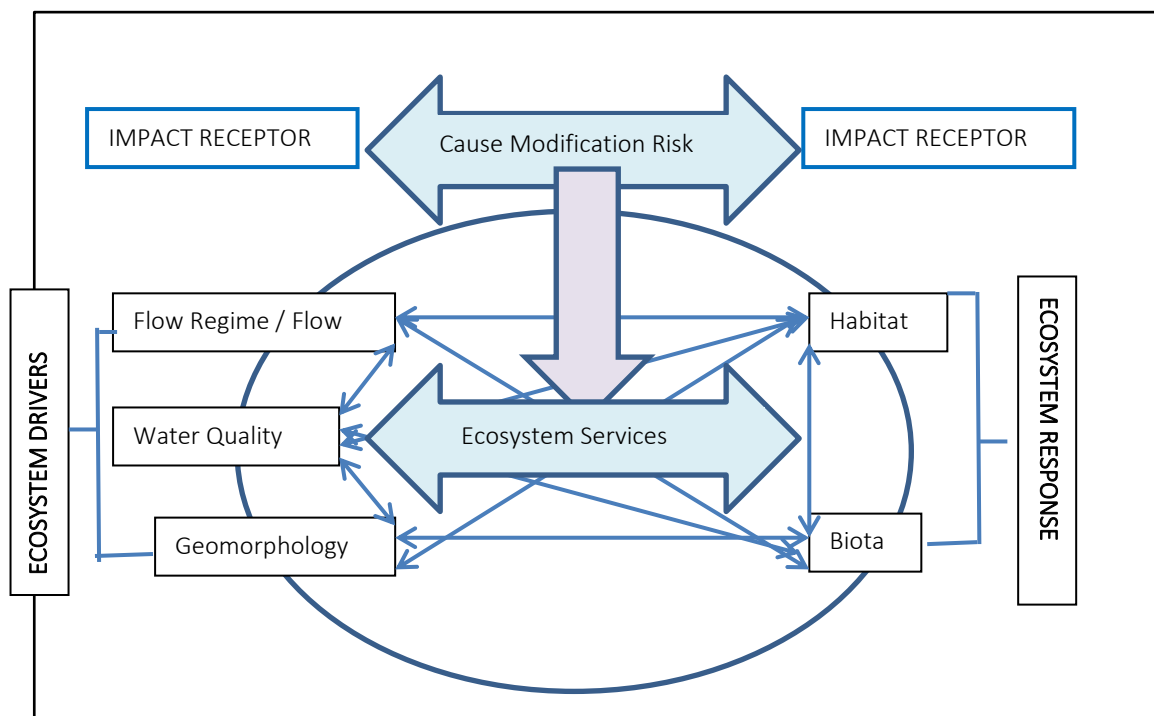 IMPACT RECEPTOR
Cause Modification Risk
IMPACT RECEPTOR
ECOSYSTEM DRIVERS
Flow Regime / Flow
Water Quality
Geomorphology
Ecosystem Services
Habitat
Biota
ECOSYSTEM RESPONSE